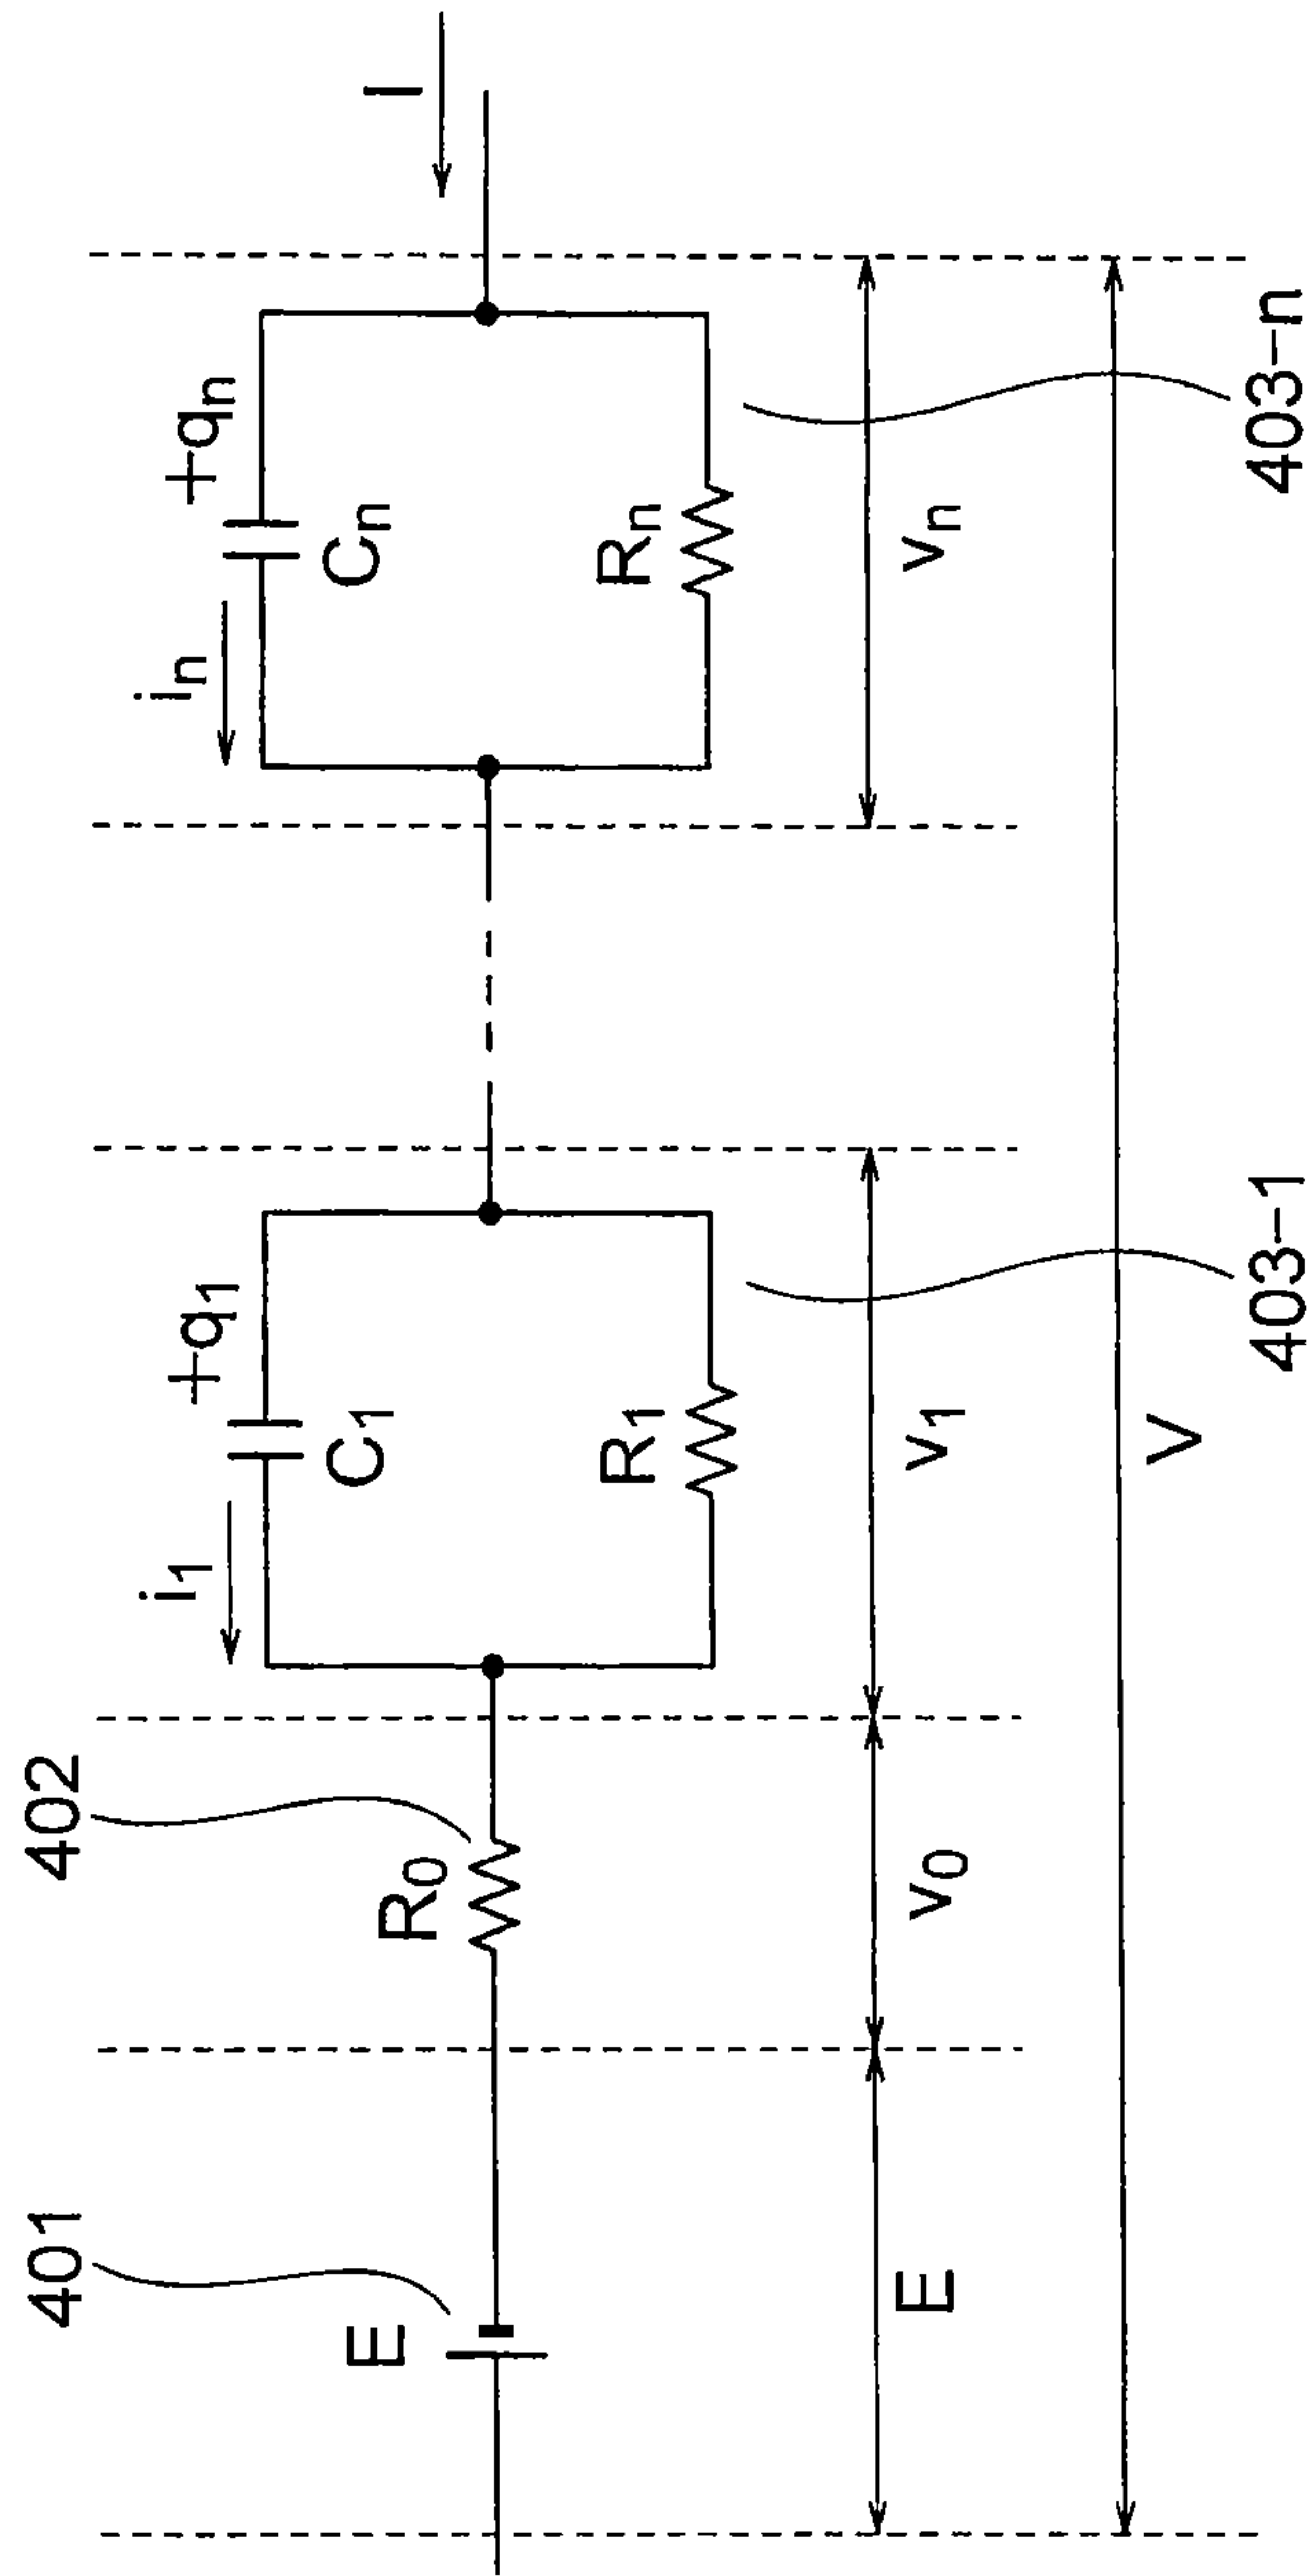 401
402
E
R0
i1
C1
+q1
R1
in
Cn
+qn
Rn
I
E
v0
v1
vn
V
403-1
403-n